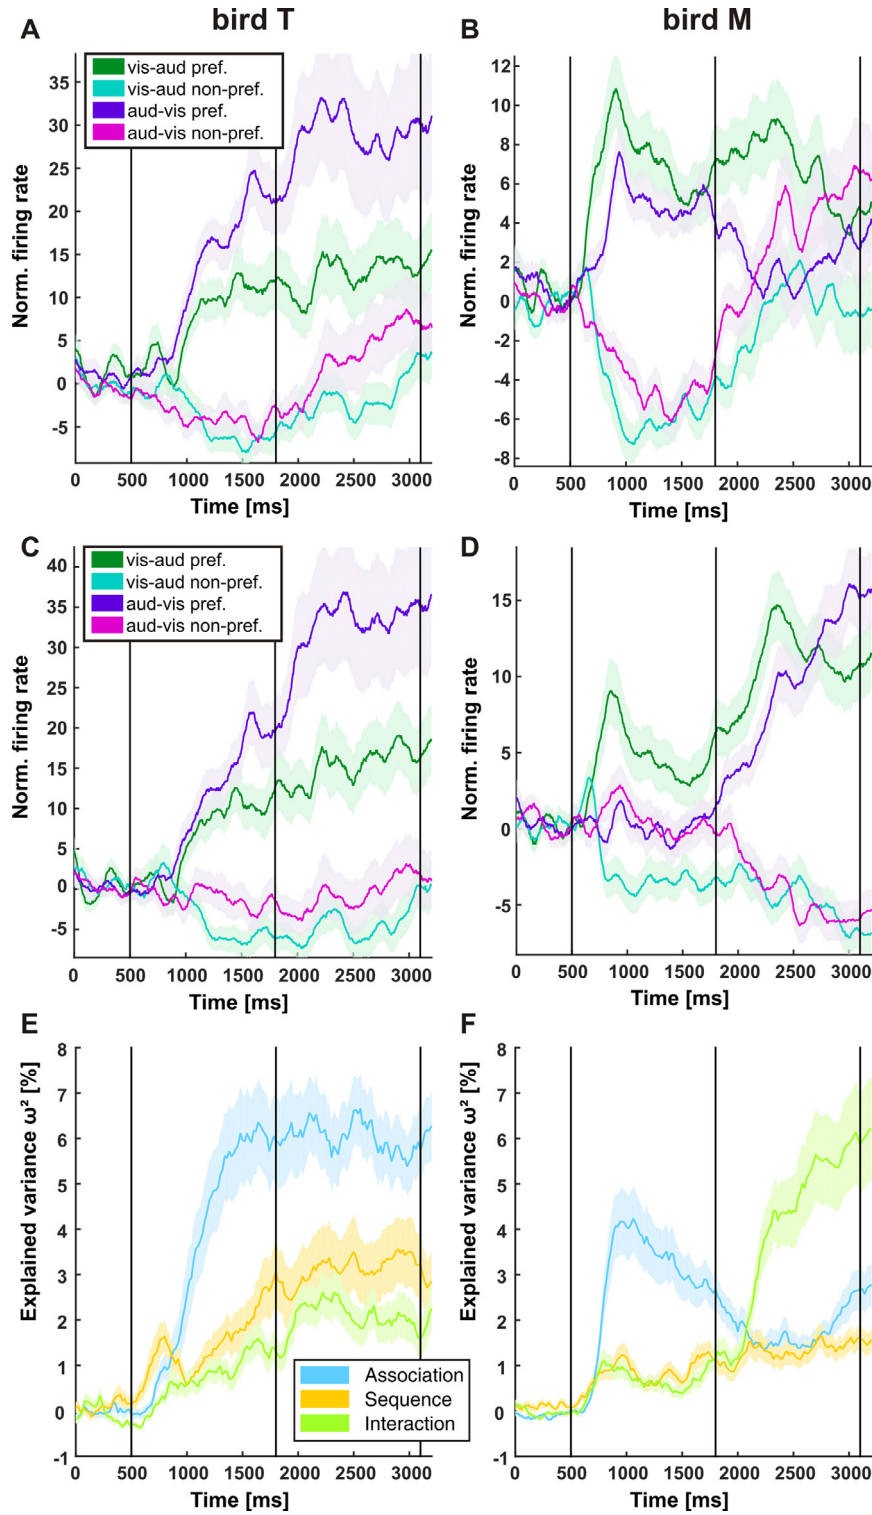 bird T
bird M
A
B
vis-aud pref.
vis-aud non-pref.
aud-vis pref.
aud-vis non-pref.
35
30
25
20
15
10
5
0
-5
Norm. firing rate
0 500 1000 1500 2000 2500 3000
Time [ms]
12
10
8
6
4
2
0
-2
-4
-6
-8
Norm. firing rate
0 500 1000 1500 2000 2500 3000
Time [ms]
C
D
vis-aud pref.
vis-aud non-pref.
aud-vis pref.
aud-vis non-pref.
40
35
30
25
20
15
10
5
0
-5
Norm. firing rate
0 500 1000 1500 2000 2500 3000
Time [ms]
15
10
5
0
-5
Norm. firing rate
0 500 1000 1500 2000 2500 3000
Time [ms]
E
F
8
7
6
5
4
3
2
1
0
-1
Explained variance ω² [%]
0 500 1000 1500 2000 2500 3000
Time [ms]
Association
Sequence
Interaction
8
7
6
5
4
3
2
1
0
-1
Explained variance ω² [%]
0 500 1000 1500 2000 2500 3000
Time [ms]